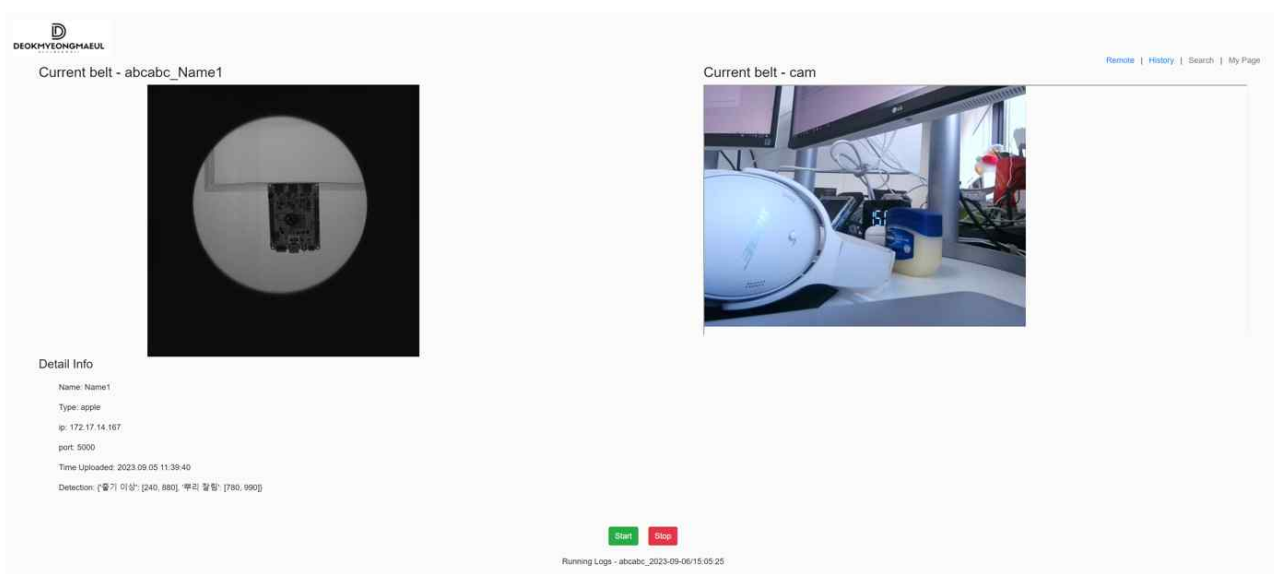 DEOKMYEONGMAEUL
Remote | History | Search | My Page
Current belt - abcabc_Name1
Current belt - cam
Detail Info
Name: Name1
Type: apple
ip: 172.17.14.167
port: 5000
Time Uploaded: 2023.09.05 11:39:40
Detection: {'줄기 이상': [240, 880], '뿌리 잘림': [780, 990]}
Start Stop
Running Logs - abcabc_2023-09-06/15:05:25